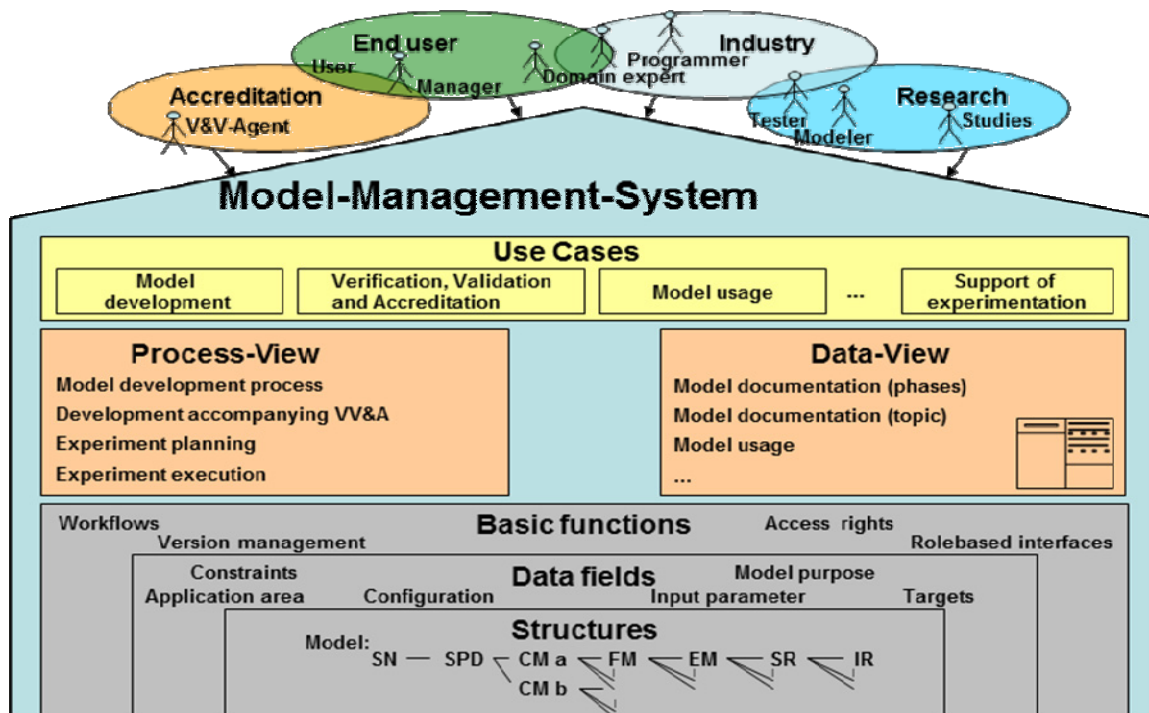 End user
Industry
User
Programmer
Manager
Domain expert
Accreditation
Research
V&V-Agent
Tester
Studies
Modeler
Model-Management-System
Use Cases
Model
development
Verification, Validation
and Accreditation
Model usage
...
Support of
experimentation
Process-View
Model development process
Development accompanying VV&A
Experiment planning
Experiment execution
Data-View
Model documentation (phases)
Model documentation (topic)
Model usage
...
Workflows
Basic functions
Access rights
Version management
Rolebased interfaces
Constraints
Data fields
Model purpose
Application area
Configuration
Input parameter
Targets
Structures
Model:
SN
SPD
CM a
FM
EM
SR
IR
CM b